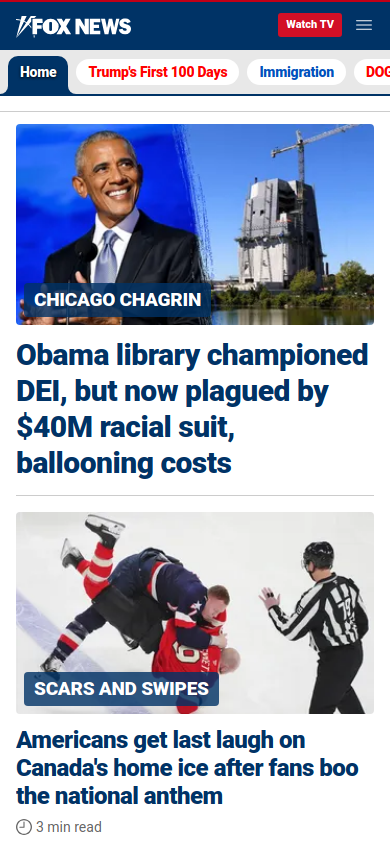 FOX NEWS
Watch TV
Home
Trump's First 100 Days
Immigration
DOG
CHICAGO CHAGRIN
Obama library championed
DEI, but now plagued by
$40M racial suit,
ballooning costs
79
SCARS AND SWIPES
Americans get last laugh on
Canada's home ice after fans boo
the national anthem
3 min read